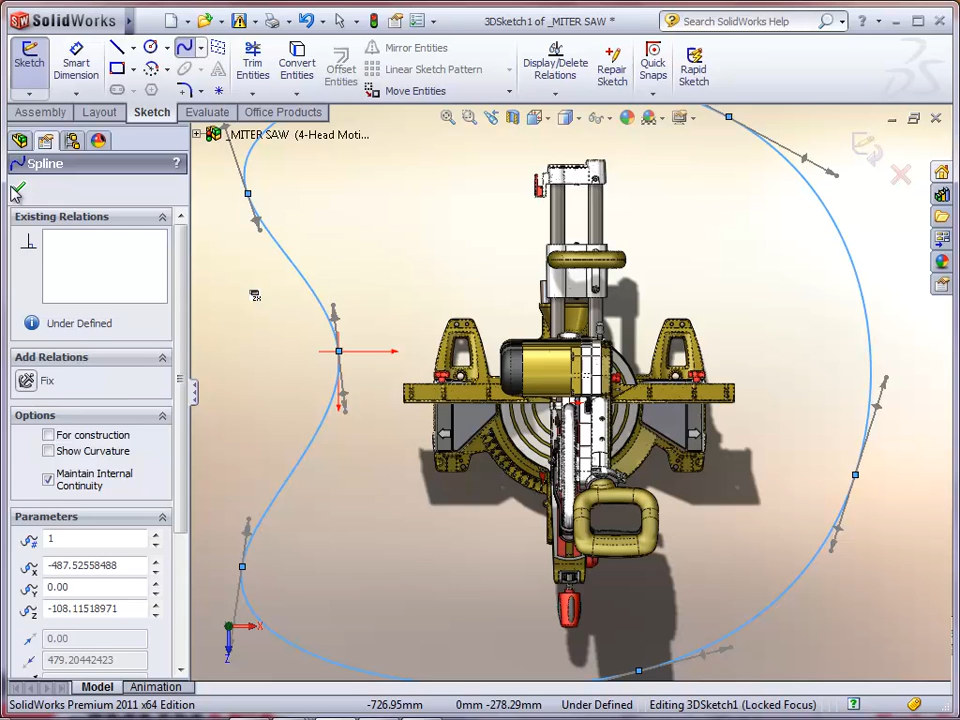 SolidWorks
3DSketch1 of _MITER SAW *
Search SolidWorks Help
Sketch
Smart Dimension
Trim Entities
Convert Entities
Offset Entities
Mirror Entities
Linear Sketch Pattern
Move Entities
Display/Delete Relations
Repair Sketch
Quick Snaps
Rapid Sketch
Assembly
Layout
Sketch
Evaluate
Office Products
_MITER SAW (4-Head Moti...
Spline
?
Existing Relations
Under Defined
Add Relations
Fix
Options
For construction
Show Curvature
Maintain Internal Continuity
Parameters
1
-487.52558488
0.00
-108.11518971
0.00
479.20442423
X
Z
Model
Animation
SolidWorks Premium 2011 x64 Edition
-726.95mm
0mm -278.29mm
Under Defined
Editing 3DSketch1 (Locked Focus)